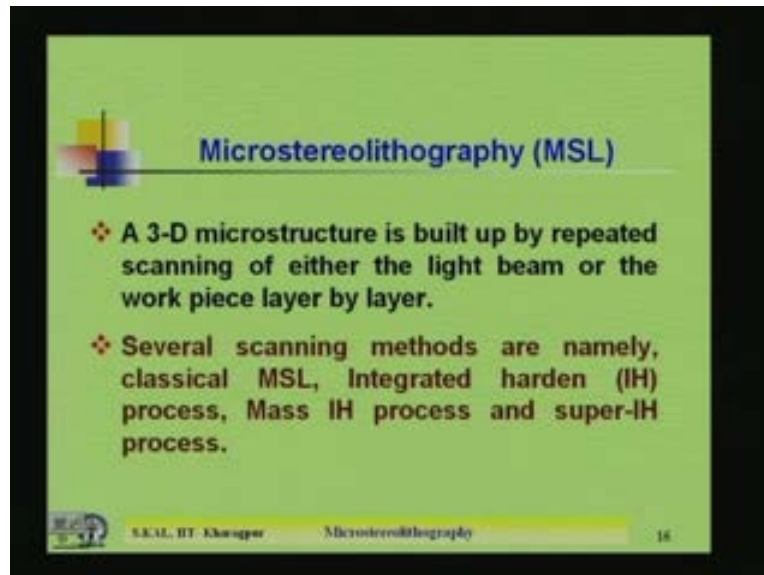 Microstereolithography (MSL)
❖ A 3-D microstructure is built up by repeated
scanning of either the light beam or the
work piece layer by layer.
❖ Several scanning methods are namely,
classical MSL, Integrated harden (IH)
process, Mass IH process and super-IH
process.
S.KAL, IIT Kharagpur Microstereolithography 16